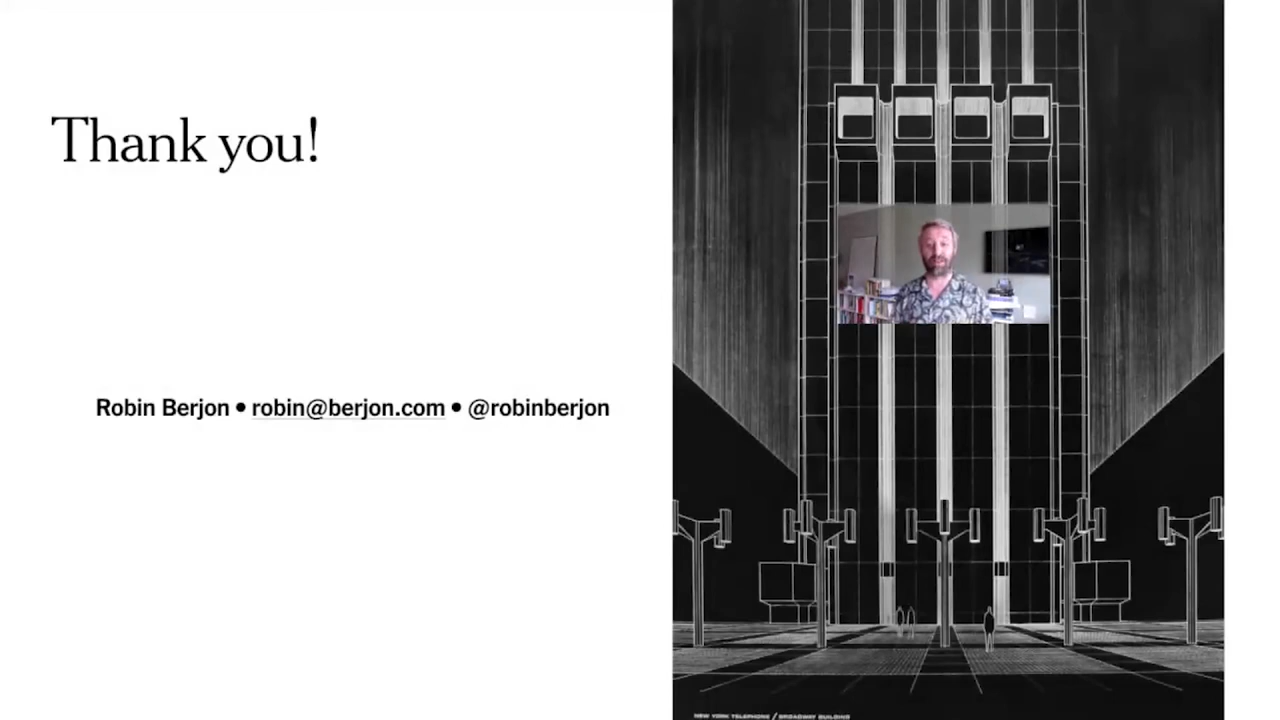 Thank you!
Robin Berjon • robin@berjon.com • @robinberjon
NEW YORK TELEPHONE / BROADWAY BUILDING